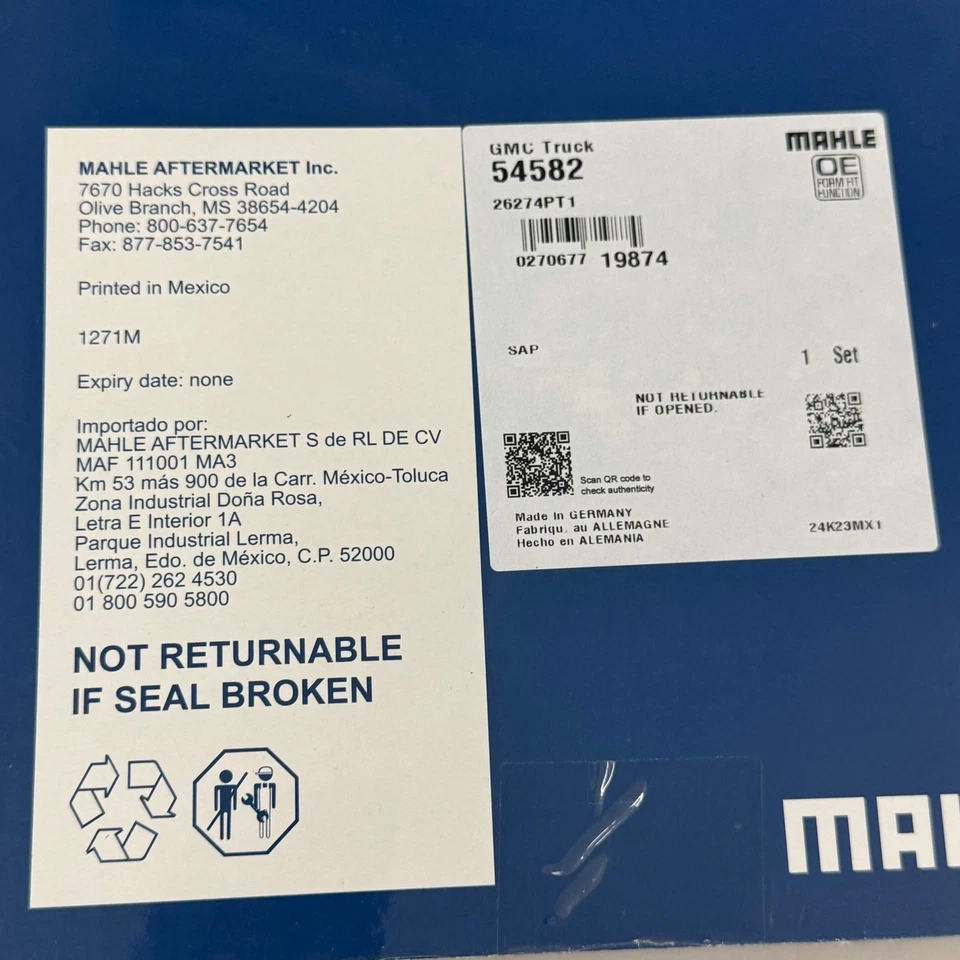 MAHLE AFTERMARKET Inc.
7670 Hacks Cross Road
Olive Branch, MS 38654-4204
Phone: 800-637-7654
Fax: 877-853-7541
Printed in Mexico
1271M
Expiry date: none
Importado por:
MAHLE AFTERMARKET S de RL DE CV
MAF 111001 MA3
Km 53 más 900 de la Carr. México-Toluca
Zona Industrial Doña Rosa,
Letra E Interior 1A
Parque Industrial Lerma,
Lerma, Edo. de México, C.P. 52000
01(722) 262 4530
01 800 590 5800
NOT RETURNABLE
IF SEAL BROKEN
GMC Truck
54582
26274PT1
0270677 19874
MAHLE
OE
FORM FIT
FUNCTION
SAP
1 Set
NOT RETURNABLE
IF OPENED.
Scan QR code to
check authenticity
Made in GERMANY
Fabriqu. au ALLEMAGNE
Hecho en ALEMANIA
24K23MX1
MAH